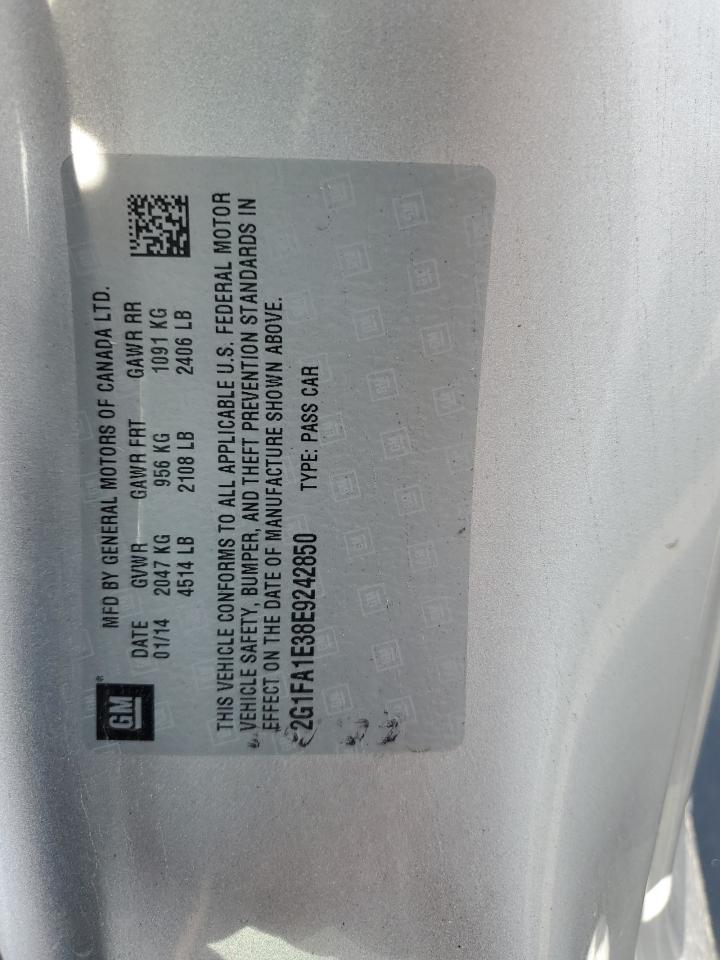 GM
MFD BY GENERAL MOTORS OF CANADA LTD.
DATE GVWR GAWR FRT GAWR RR
01/14 2047 KG 956 KG 1091 KG
4514 LB 2108 LB 2406 LB
THIS VEHICLE CONFORMS TO ALL APPLICABLE U.S. FEDERAL MOTOR
VEHICLE SAFETY, BUMPER, AND THEFT PREVENTION STANDARDS IN
EFFECT ON THE DATE OF MANUFACTURE SHOWN ABOVE.
2G1FA1E38E9242850 TYPE: PASS CAR